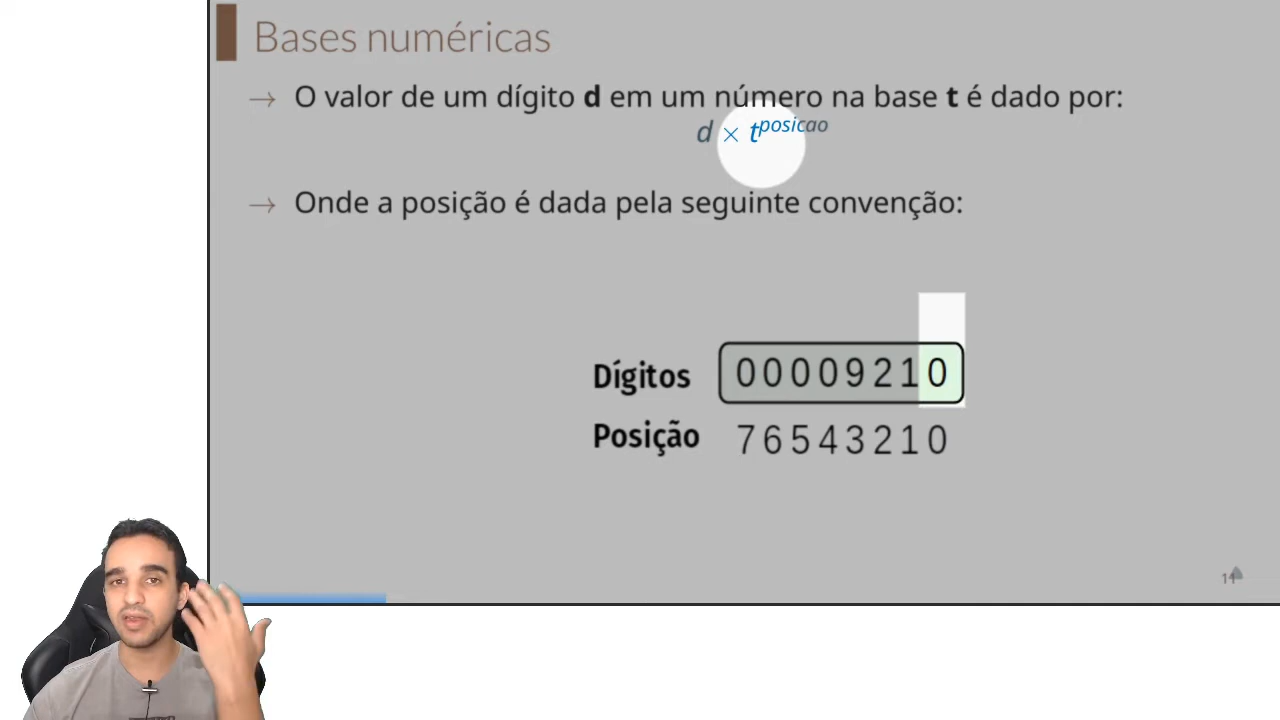 Bases numéricas
→ O valor de um dígito d em um número na base t é dado por:
d × t^posicao
→ Onde a posição é dada pela seguinte convenção:
Dígitos 00009210
Posição 76543210